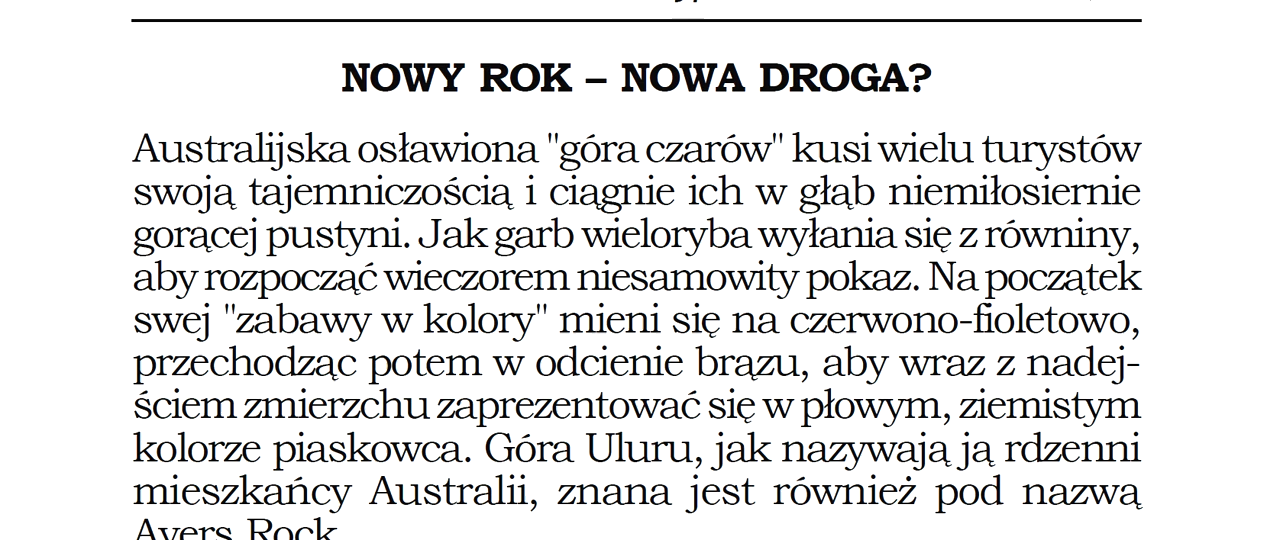 NOWY ROK – NOWA DROGA?
Australijska osławiona "góra czarów" kusi wielu turystów
swoją tajemniczością i ciągnie ich w głąb niemiłosiernie
gorącej pustyni. Jak garb wieloryba wyłania się z równiny,
aby rozpocząć wieczorem niesamowity pokaz. Na początek
swej "zabawy w kolory" mieni się na czerwono-fioletowo,
przechodząc potem w odcienie brązu, aby wraz z nadej-
ściem zmierzchu zaprezentować się w płowym, ziemistym
kolorze piaskowca. Góra Uluru, jak nazywają ją rdzenni
mieszkańcy Australii, znana jest również pod nazwą
Ayers Rock